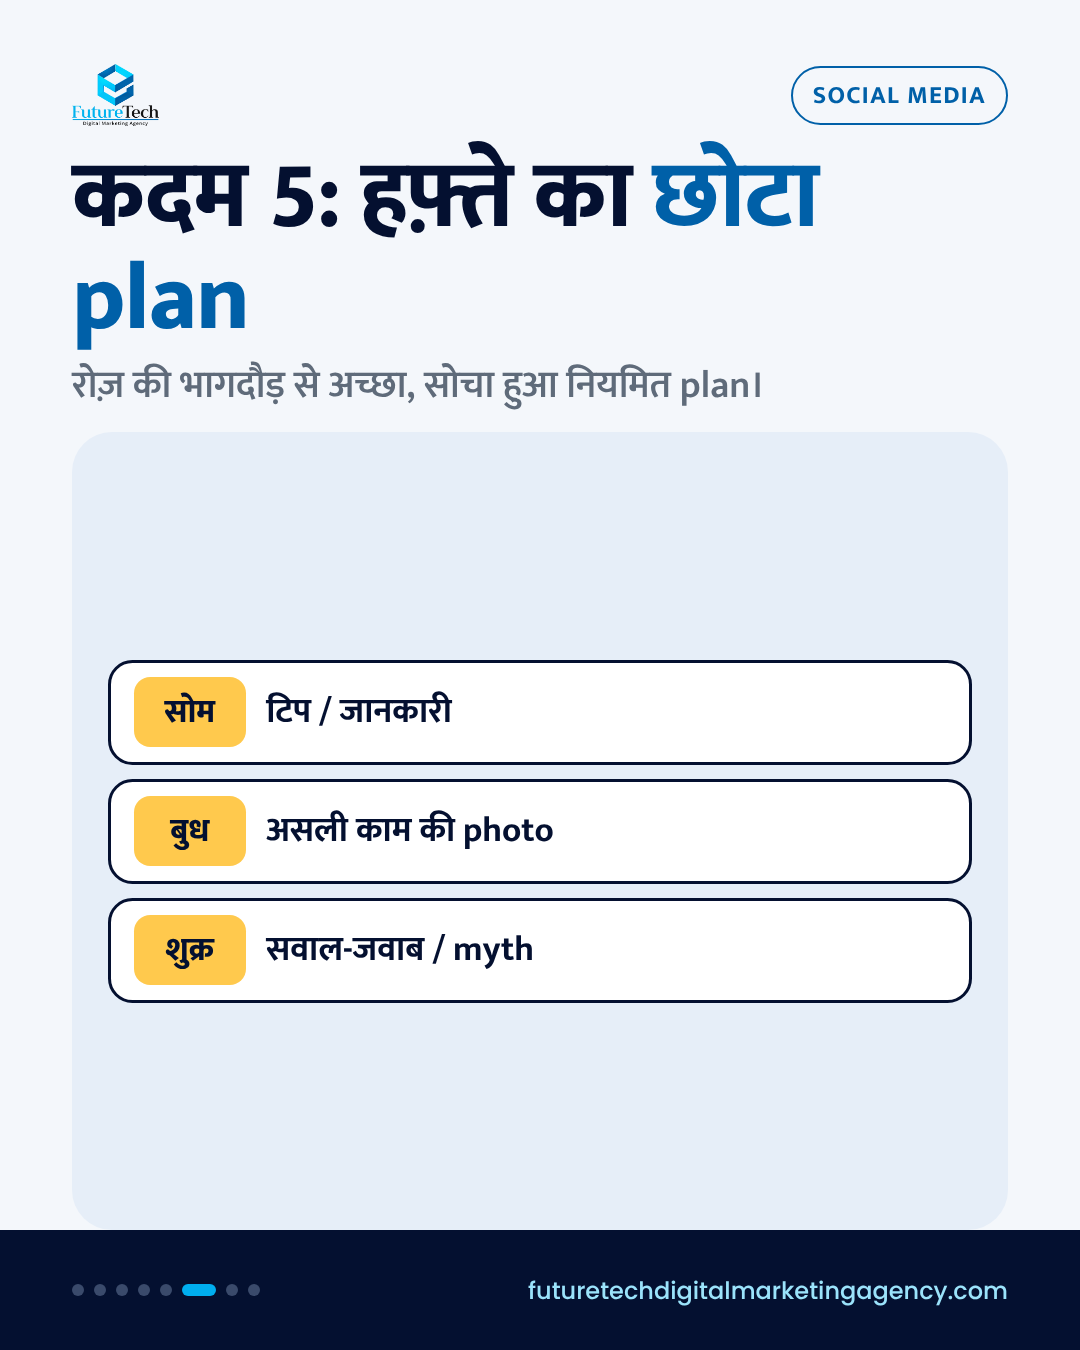 FutureTech
Digital Marketing Agency
SOCIAL MEDIA
कदम 5: हफ़्ते का छोटा
plan
रोज़ की भागदौड़ से अच्छा, सोचा हुआ नियमित plan।
सोम टिप / जानकारी
बुध असली काम की photo
शुक्र सवाल-जवाब / myth
futuretechdigitalmarketingagency.com